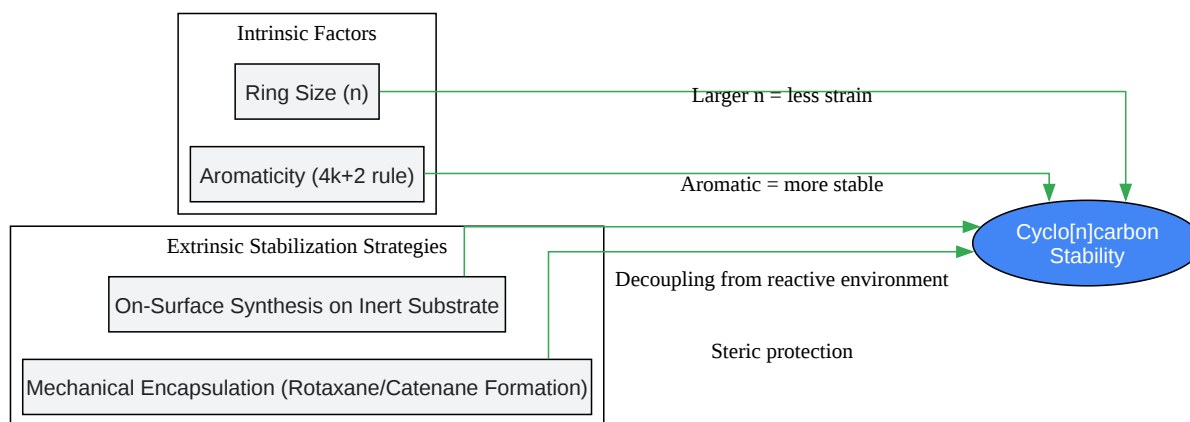 Intrinsic Factors
Ring Size (n)
Larger n = less strain
Aromaticity (4k+2 rule)
Aromatic = more stable
Cyclo[n]carbon
Stability
Extrinsic Stabilization Strategies
On-Surface Synthesis on Inert Substrate
Decoupling from reactive environment
Mechanical Encapsulation (Rotaxane/Catenane Formation)
Steric protection